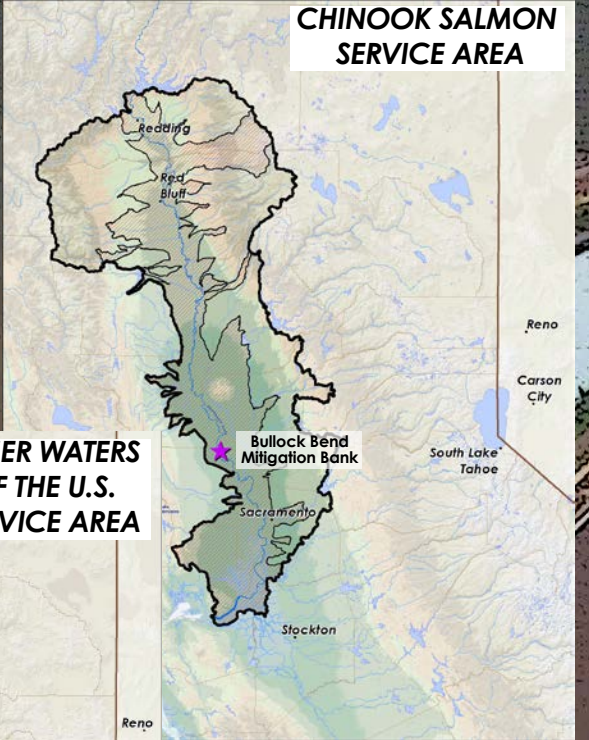 CHINOOK SALMON
SERVICE AREA
Redding
Red
Bluff
Reno
Carson
City
Bullock Bend
Mitigation Bank
South Lake
Tahoe
ER WATERS
F THE U.S.
VICE AREA
Sacramento
Stockton
Reno